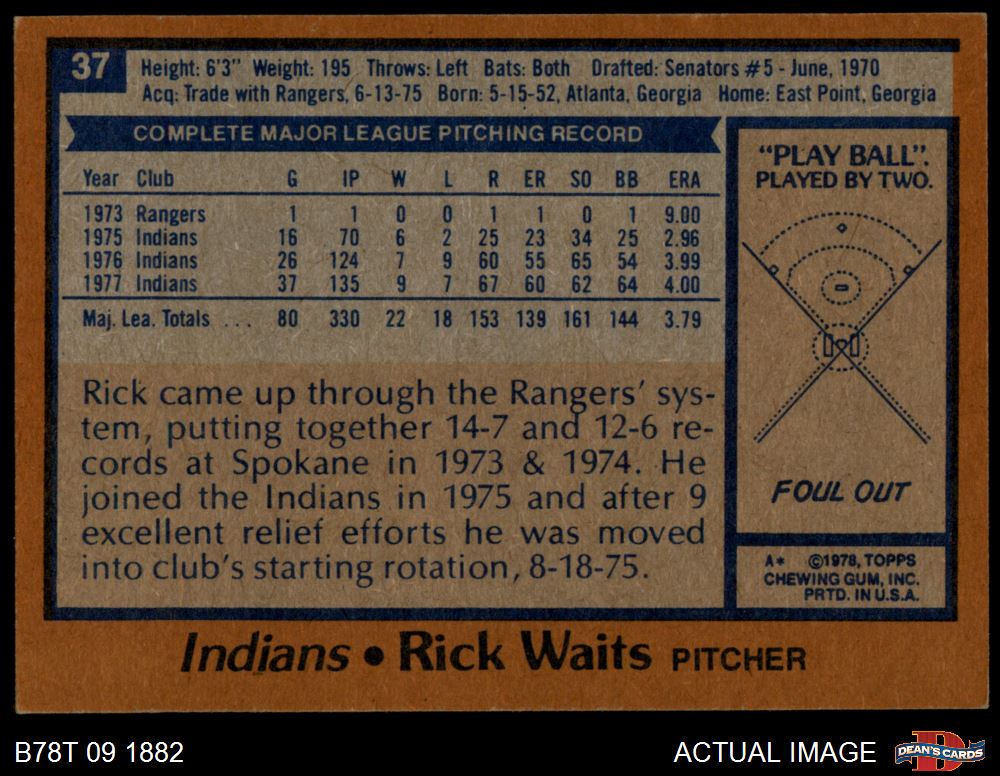 37
Height: 6'3" Weight: 195 Throws: Left Bats: Both Drafted: Senators #5 - June, 1970
Acq: Trade with Rangers, 6-13-75 Born: 5-15-52, Atlanta, Georgia Home: East Point, Georgia
COMPLETE MAJOR LEAGUE PITCHING RECORD
Year Club G IP W L R ER SO BB ERA
1973 Rangers 1 1 0 0 1 1 0 1 9.00
1975 Indians 16 70 6 2 25 23 34 25 2.96
1976 Indians 26 124 7 9 60 55 65 54 3.99
1977 Indians 37 135 9 7 67 60 62 64 4.00
Maj. Lea. Totals ... 80 330 22 18 153 139 161 144 3.79
Rick came up through the Rangers' sys-
tem, putting together 14-7 and 12-6 re-
cords at Spokane in 1973 & 1974. He
joined the Indians in 1975 and after 9
excellent relief efforts he was moved
into club's starting rotation, 8-18-75.
"PLAY BALL".
PLAYED BY TWO.
FOUL OUT
A* ©1978, TOPPS
CHEWING GUM, INC.
PRTD. IN U.S.A.
Indians • Rick Waits PITCHER
B78T 09 1882
ACTUAL IMAGE
D
DEAN'S CARDS